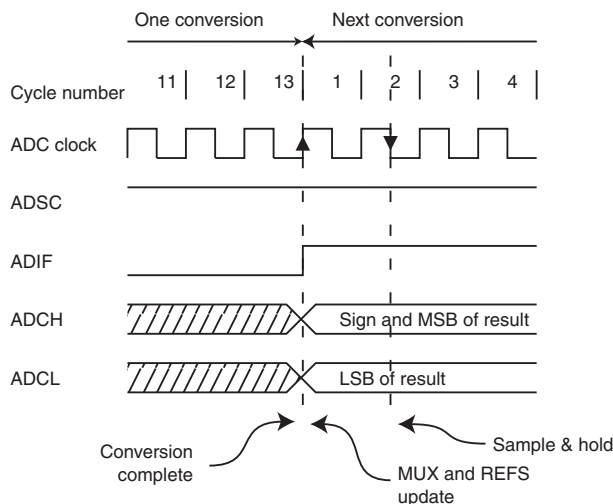 One conversion Next conversion
Cycle number 11 12 13 1 2 3 4
ADC clock
ADSC
ADIF
ADCH Sign and MSB of result
ADCL LSB of result
Conversion
complete
MUX and REFS
update
Sample & hold